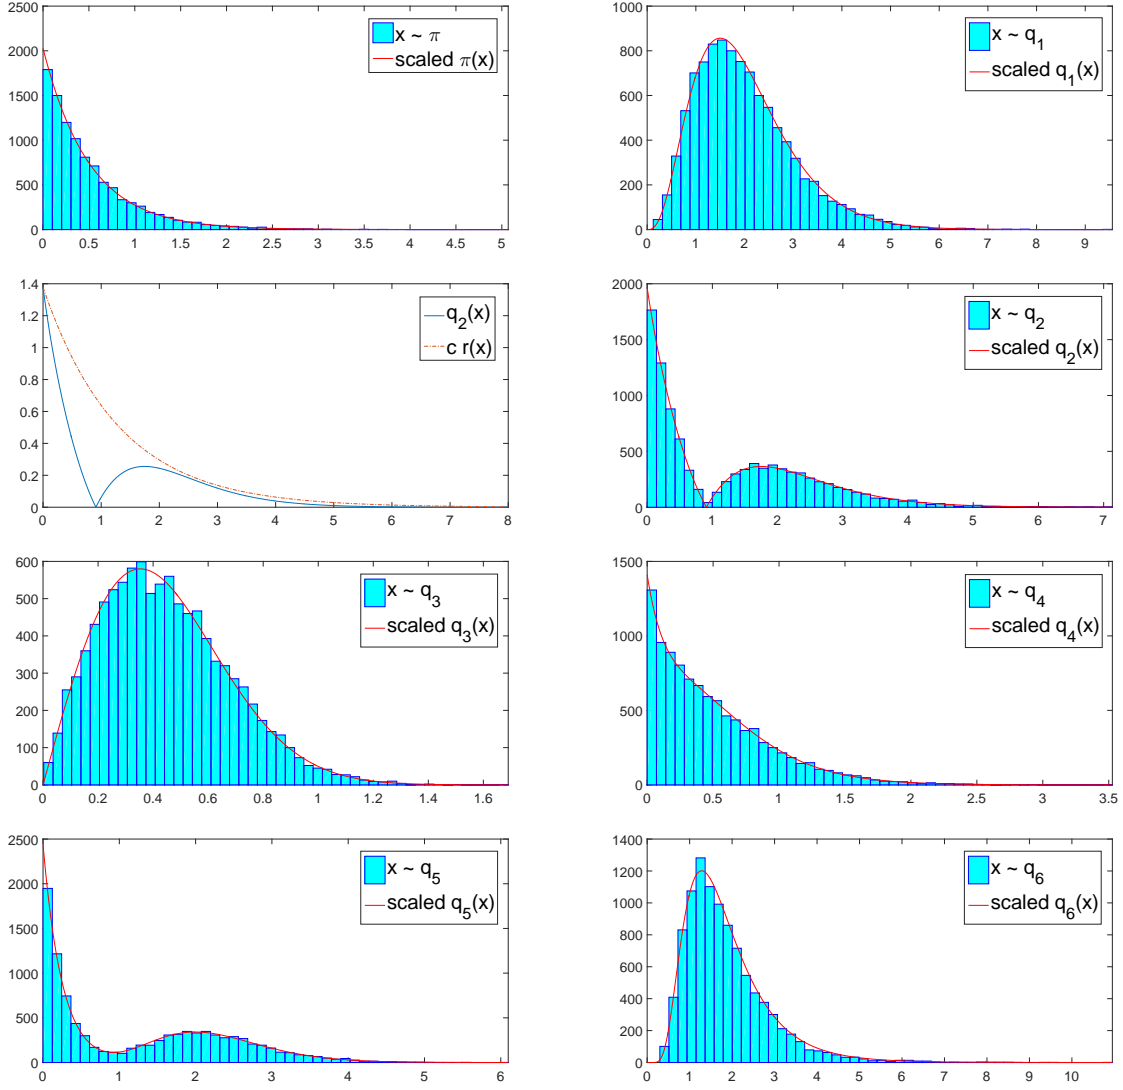 2500
2000
1500
1000
500
0
0 0.5 1 1.5 2 2.5 3 3.5 4 4.5 5
x ~ π
scaled π(x)
1000
800
600
400
200
0
0 1 2 3 4 5 6 7 8 9
x ~ q1
scaled q1(x)
1.4
1.2
1
0.8
0.6
0.4
0.2
0
0 1 2 3 4 5 6 7 8
q2(x)
c r(x)
2000
1500
1000
500
0
0 1 2 3 4 5 6 7
x ~ q2
scaled q2(x)
600
500
400
300
200
100
0
0 0.2 0.4 0.6 0.8 1 1.2 1.4 1.6
x ~ q3
scaled q3(x)
1500
1000
500
0
0 0.5 1 1.5 2 2.5 3 3.5
x ~ q4
scaled q4(x)
2500
2000
1500
1000
500
0
0 1 2 3 4 5 6
x ~ q5
scaled q5(x)
1400
1200
1000
800
600
400
200
0
0 1 2 3 4 5 6 7 8 9 10
x ~ q6
scaled q6(x)